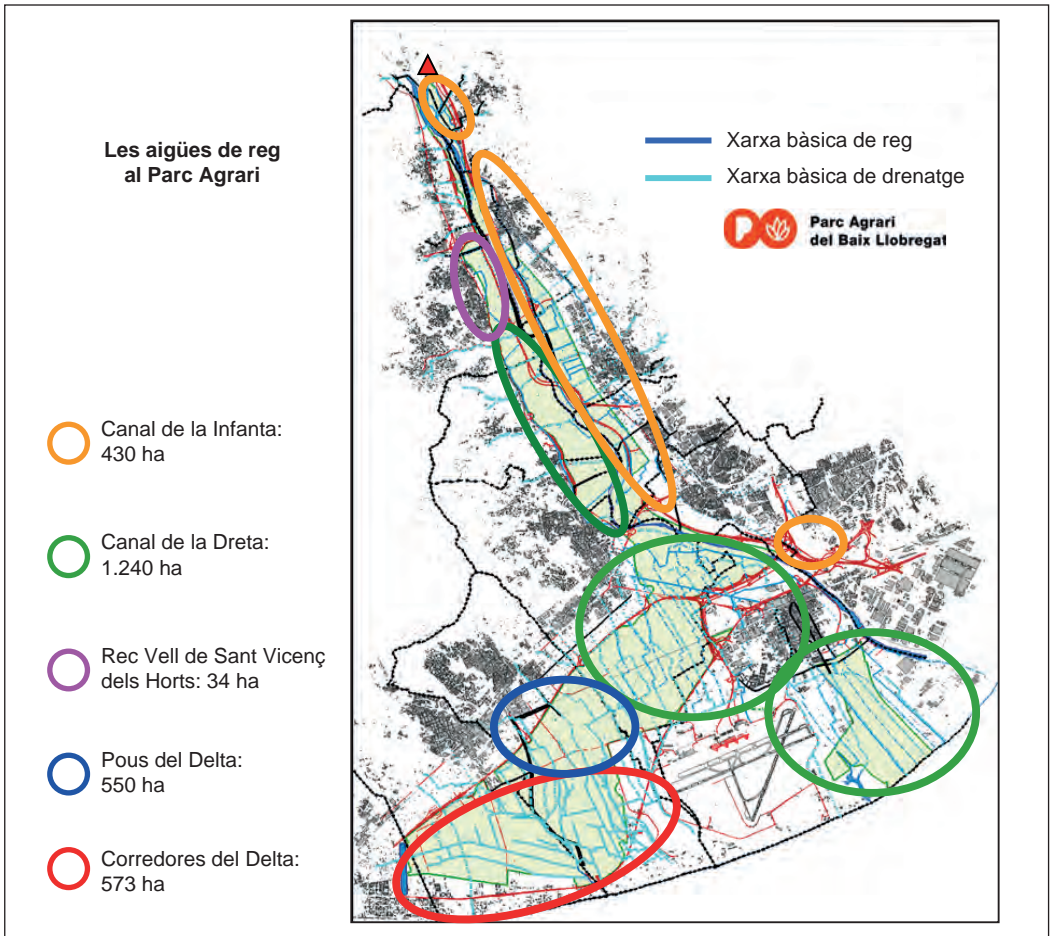 Les aigües de reg
al Parc Agrari
Xarxa bàsica de reg
Xarxa bàsica de drenatge
Parc Agrari
del Baix Llobregat
Canal de la Infanta:
430 ha
Canal de la Dreta:
1.240 ha
Rec Vell de Sant Vicenç
dels Horts: 34 ha
Pous del Delta:
550 ha
Corredores del Delta:
573 ha